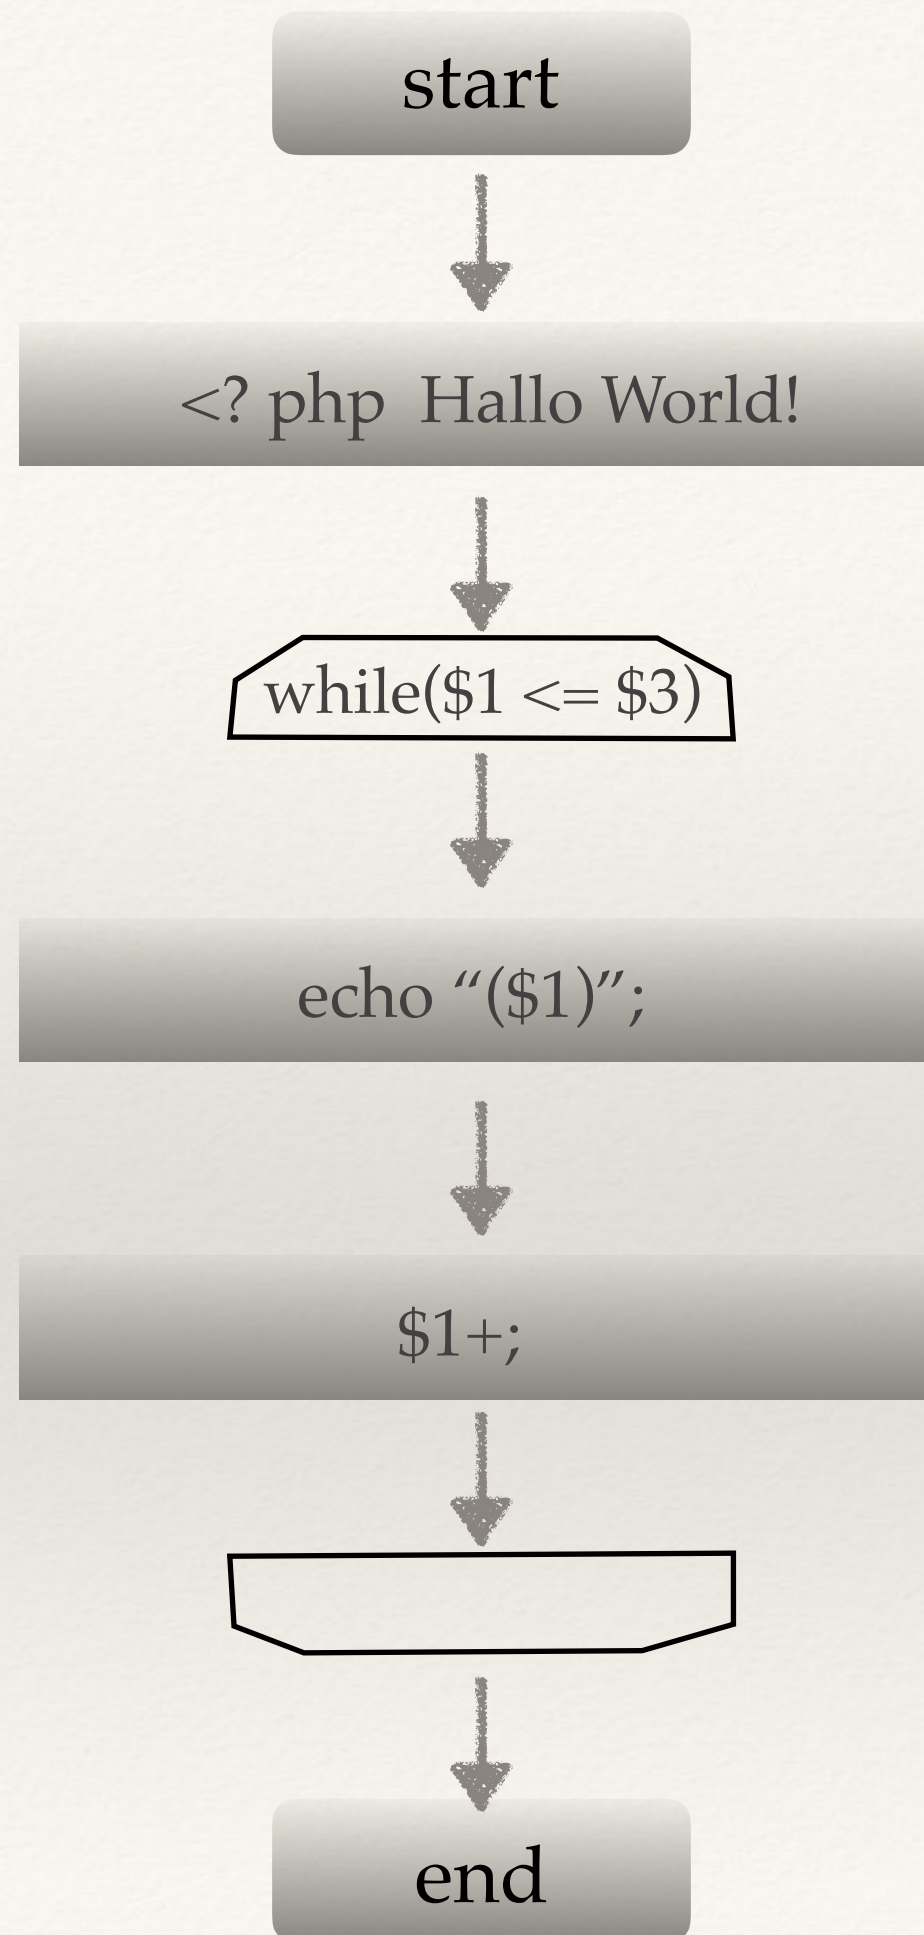 start
<? php  Hallo World!
while($1 <= $3)
echo “($1)”;
$1+;
end